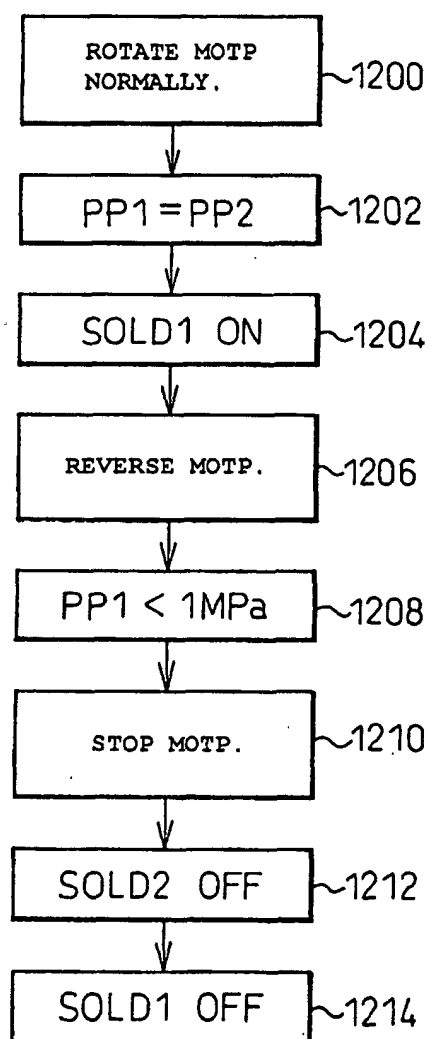 ROTATE MOTP
NORMALLY.
1200
PP1=PP2
1202
SOLD1 ON
1204
REVERSE MOTP.
1206
PP1 < 1MPa
1208
STOP MOTP.
1210
SOLD2 OFF
1212
SOLD1 OFF
1214